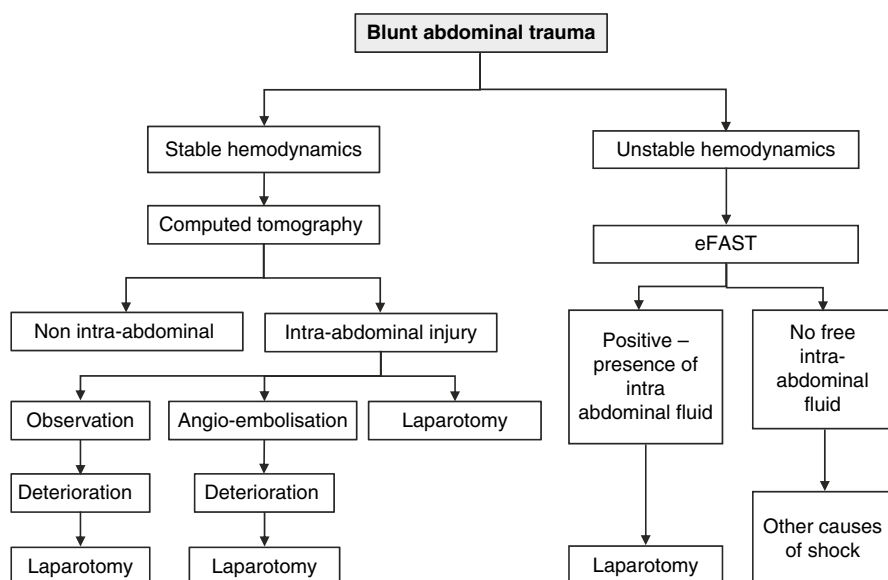 Blunt abdominal trauma
Stable hemodynamics
Unstable hemodynamics
Computed tomography
eFAST
Non intra-abdominal
Intra-abdominal injury
Positive –
presence of
intra
abdominal fluid
No free
intra-
abdominal
fluid
Observation
Angio-embolisation
Laparotomy
Deterioration
Deterioration
Other causes
of shock
Laparotomy
Laparotomy
Laparotomy